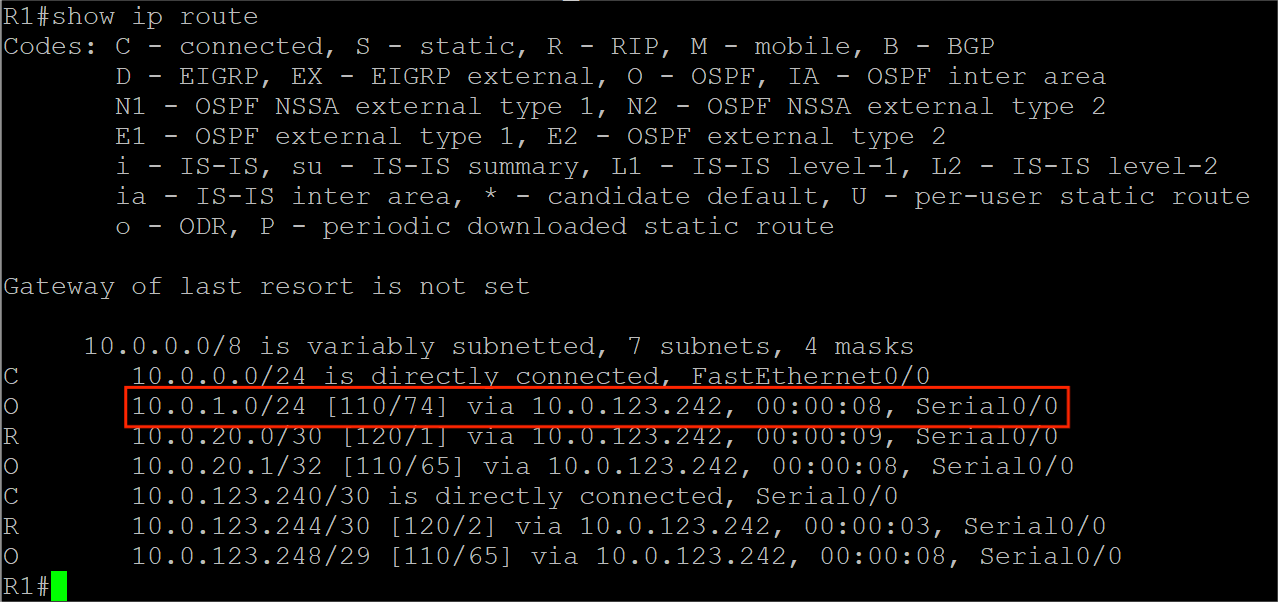 R1#show ip route
Codes: C - connected, S - static, R - RIP, M - mobile, B - BGP
       D - EIGRP, EX - EIGRP external, O - OSPF, IA - OSPF inter area
       N1 - OSPF NSSA external type 1, N2 - OSPF NSSA external type 2
       E1 - OSPF external type 1, E2 - OSPF external type 2
       i - IS-IS, su - IS-IS summary, L1 - IS-IS level-1, L2 - IS-IS level-2
       ia - IS-IS inter area, * - candidate default, U - per-user static route
       o - ODR, P - periodic downloaded static route
Gateway of last resort is not set
     10.0.0.0/8 is variably subnetted, 7 subnets, 4 masks
C       10.0.0.0/24 is directly connected, FastEthernet0/0
O       10.0.1.0/24 [110/74] via 10.0.123.242, 00:00:08, Serial0/0
R       10.0.20.0/30 [120/1] via 10.0.123.242, 00:00:09, Serial0/0
O       10.0.20.1/32 [110/65] via 10.0.123.242, 00:00:08, Serial0/0
C       10.0.123.240/30 is directly connected, Serial0/0
R       10.0.123.244/30 [120/2] via 10.0.123.242, 00:00:03, Serial0/0
O       10.0.123.248/29 [110/65] via 10.0.123.242, 00:00:08, Serial0/0
R1#